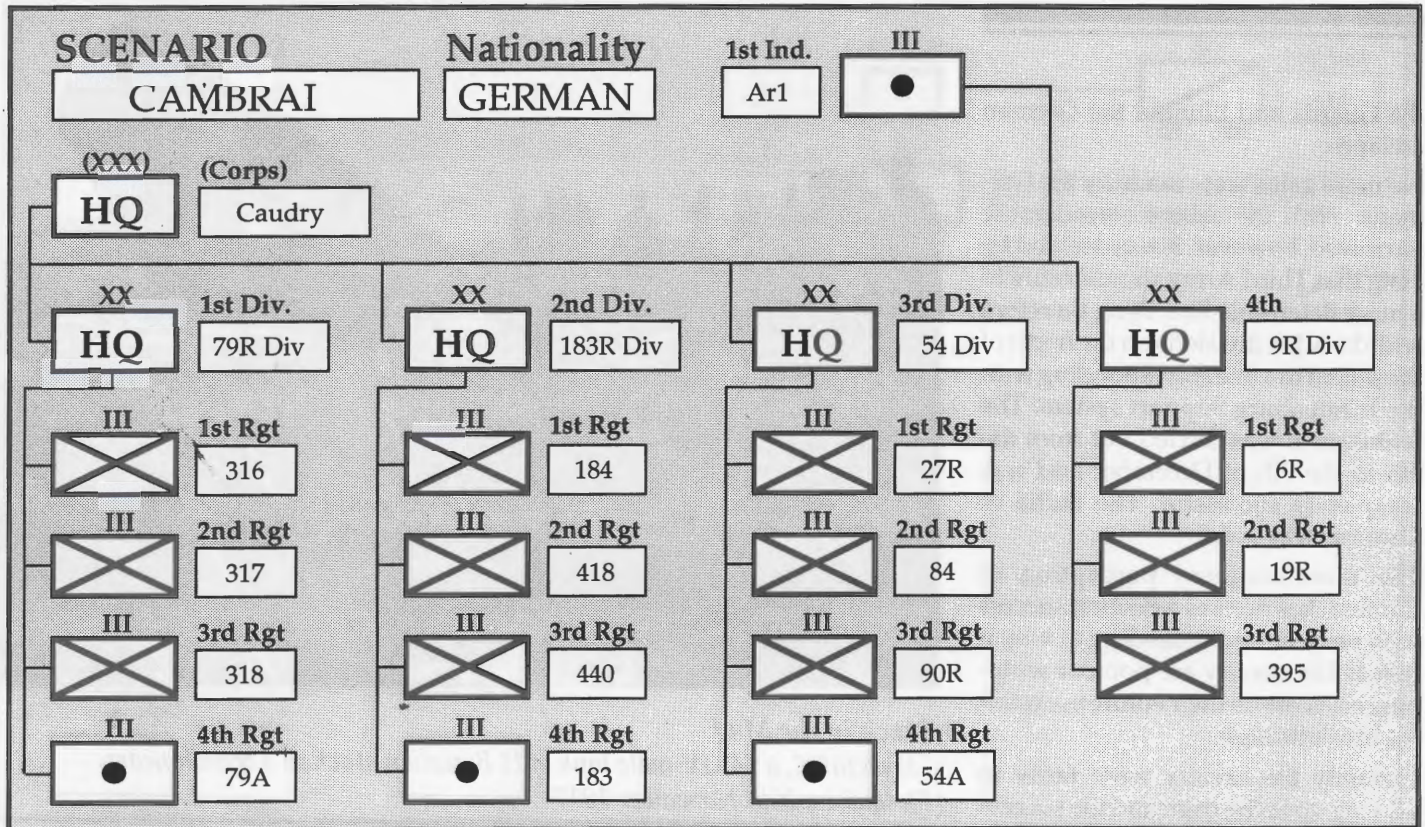 SCENARIO Nationality 1st Ind. III
CAMBRAI GERMAN Ar1
(XXX) (Corps)
HQ Caudry
XX 1st Div. XX 2nd Div. XX 3rd Div. XX 4th
HQ 79R Div HQ 183R Div HQ 54 Div HQ 9R Div
III 1st Rgt III 1st Rgt III 1st Rgt III 1st Rgt
316 184 27R 6R
III 2nd Rgt III 2nd Rgt III 2nd Rgt III 2nd Rgt
317 418 84 19R
III 3rd Rgt III 3rd Rgt III 3rd Rgt III 3rd Rgt
318 440 90R 395
III 4th Rgt III 4th Rgt III 4th Rgt
79A 183 54A